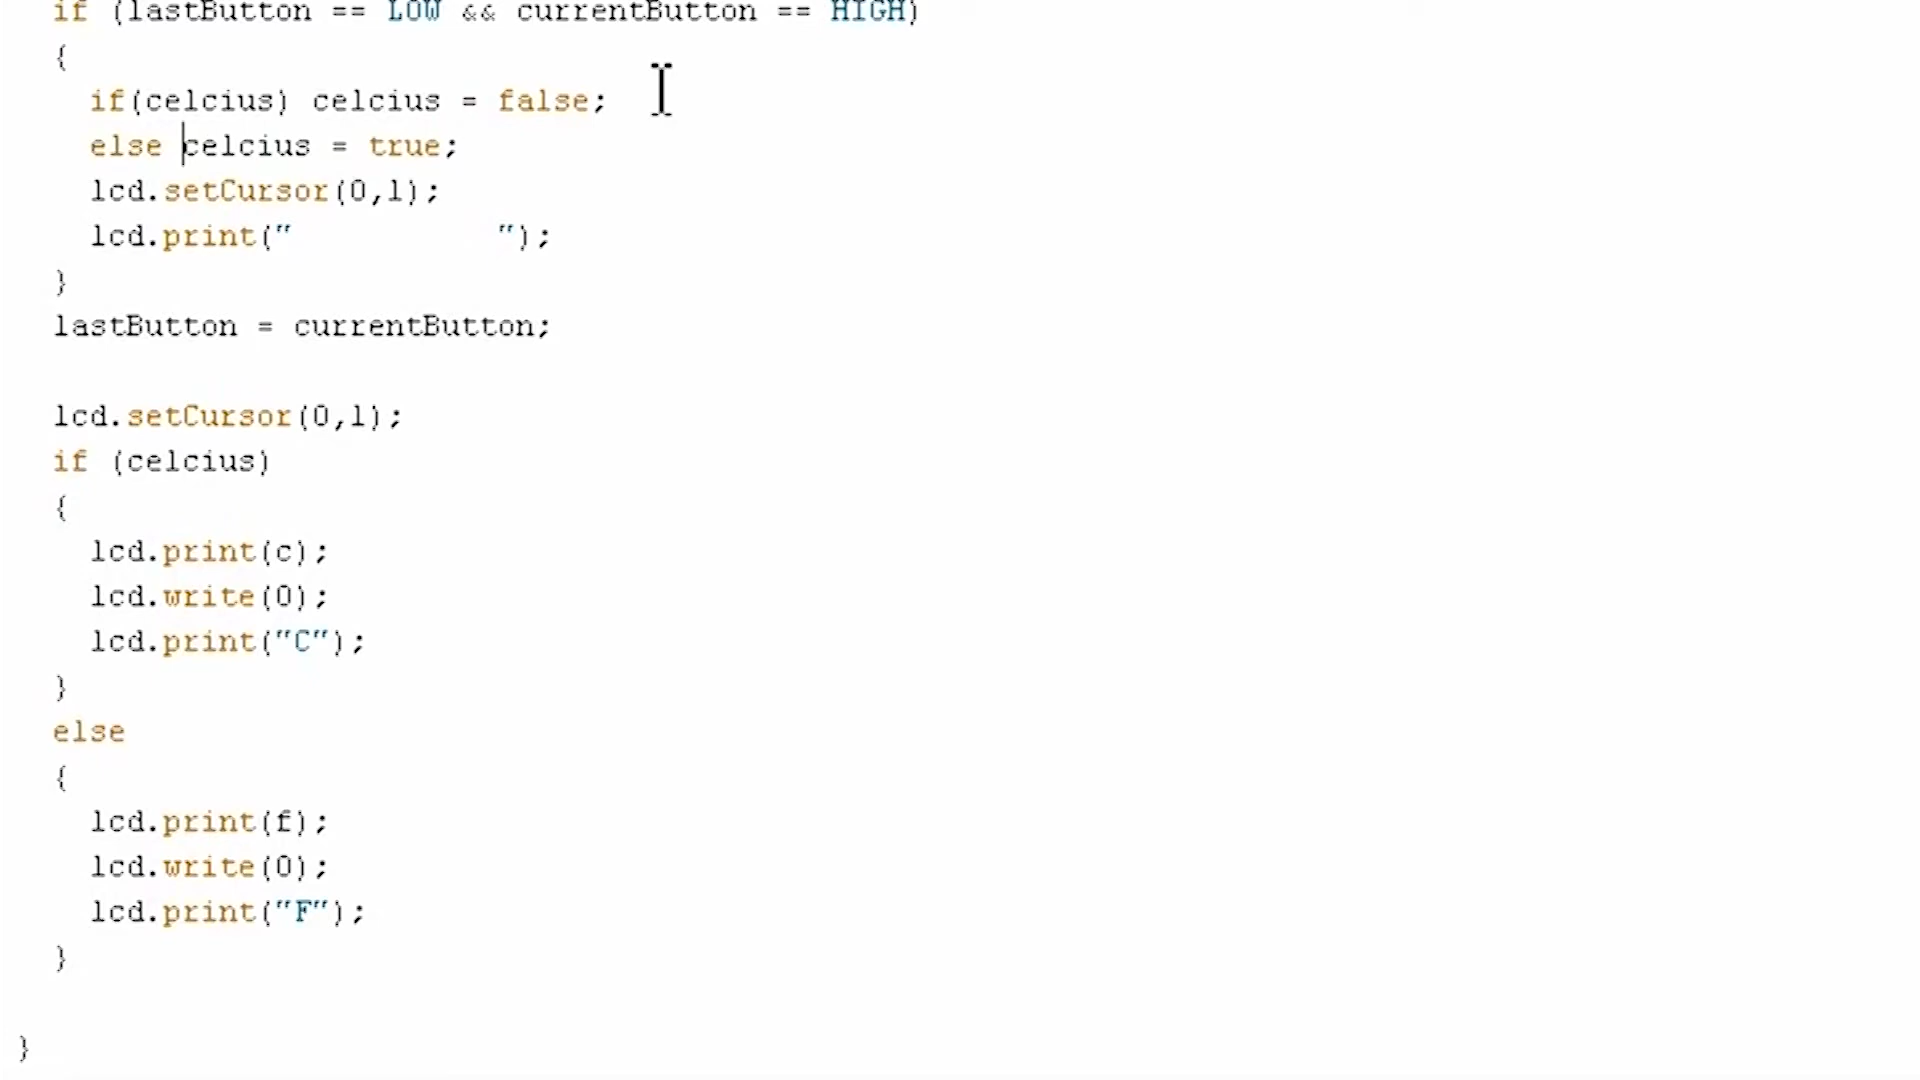 if (lastButton == LOW && currentButton == HIGH)
{
if(celcius) celcius = false;
else celcius = true;
lcd.setCursor(0,1);
lcd.print("           ");
}
lastButton = currentButton;
lcd.setCursor(0,1);
if (celcius)
{
lcd.print(c);
lcd.write(0);
lcd.print("C");
}
else
{
lcd.print(f);
lcd.write(0);
lcd.print("F");
}
}